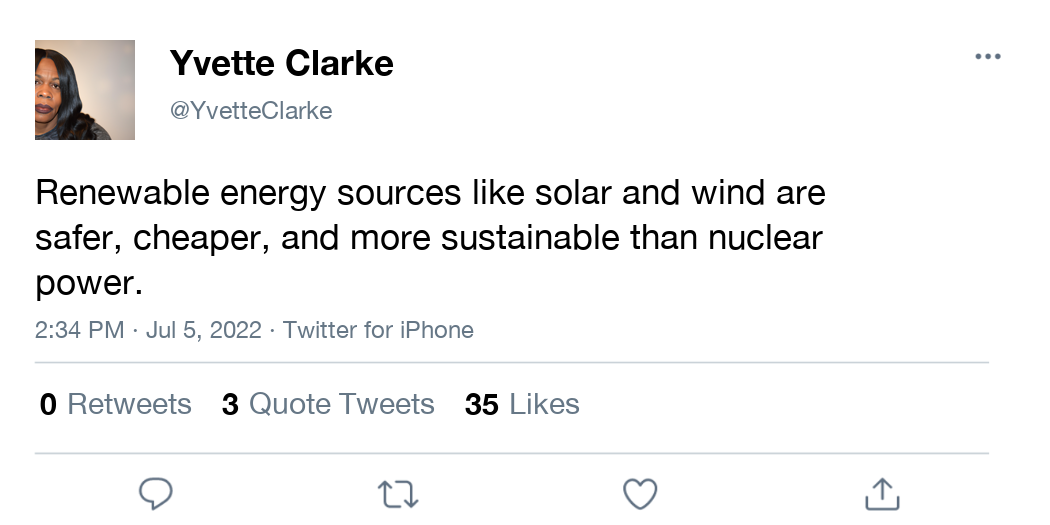 Yvette Clarke
@YvetteClarke
Renewable energy sources like solar and wind are
safer, cheaper, and more sustainable than nuclear
power.
2:34 PM · Jul 5, 2022 · Twitter for iPhone
0 Retweets 3 Quote Tweets 35 Likes